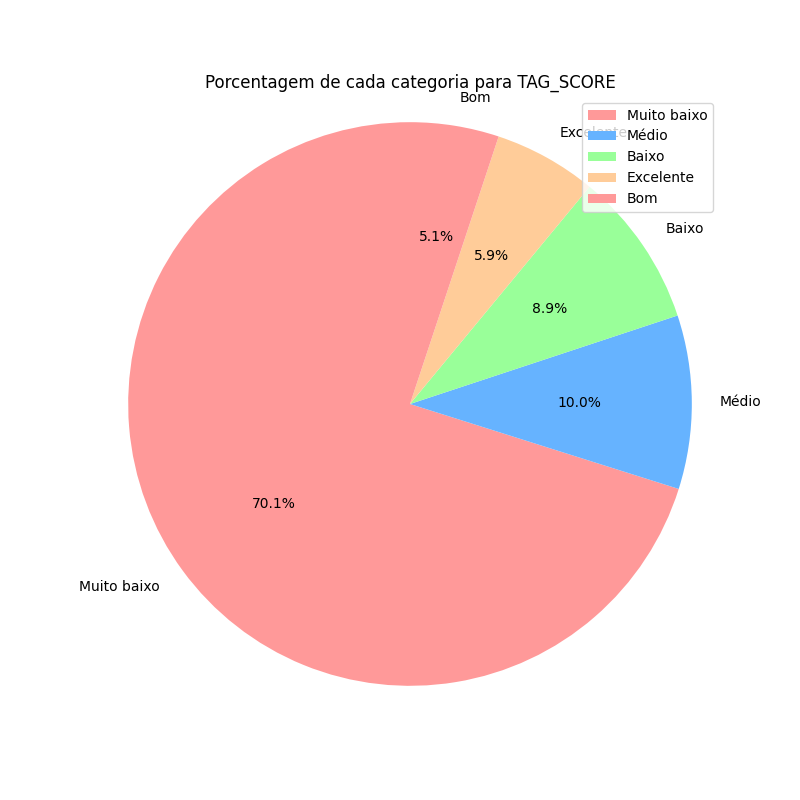 Porcentagem de cada categoria para TAG_SCORE
Bom
Excelente
Muito baixo
Médio
Baixo
Excelente
Bom
Baixo
5.1%
5.9%
8.9%
10.0%
Médio
70.1%
Muito baixo